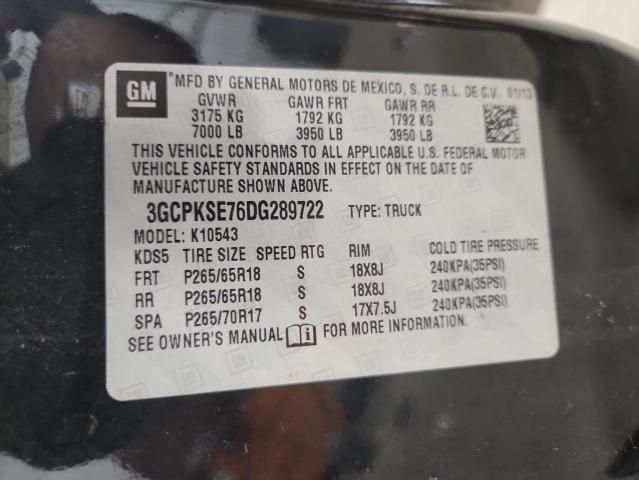 GM
*MFD BY GENERAL MOTORS DE MEXICO, S. DE R.L. DE C.V. 01/13
GVWR GAWR FRT GAWR RR
3175 KG 1792 KG 1792 KG
7000 LB 3950 LB 3950 LB
THIS VEHICLE CONFORMS TO ALL APPLICABLE U.S. FEDERAL MOTOR
VEHICLE SAFETY STANDARDS IN EFFECT ON THE DATE OF
MANUFACTURE SHOWN ABOVE.
3GCPKSE76DG289722 TYPE: TRUCK
MODEL: K10543
KDS5 TIRE SIZE SPEED RTG RIM COLD TIRE PRESSURE
FRT P265/65R18 S 18X8J 240KPA(35PSI)
RR P265/65R18 S 18X8J 240KPA(35PSI)
SPA P265/70R17 S 17X7.5J 240KPA(35PSI)
SEE OWNER'S MANUAL FOR MORE INFORMATION.